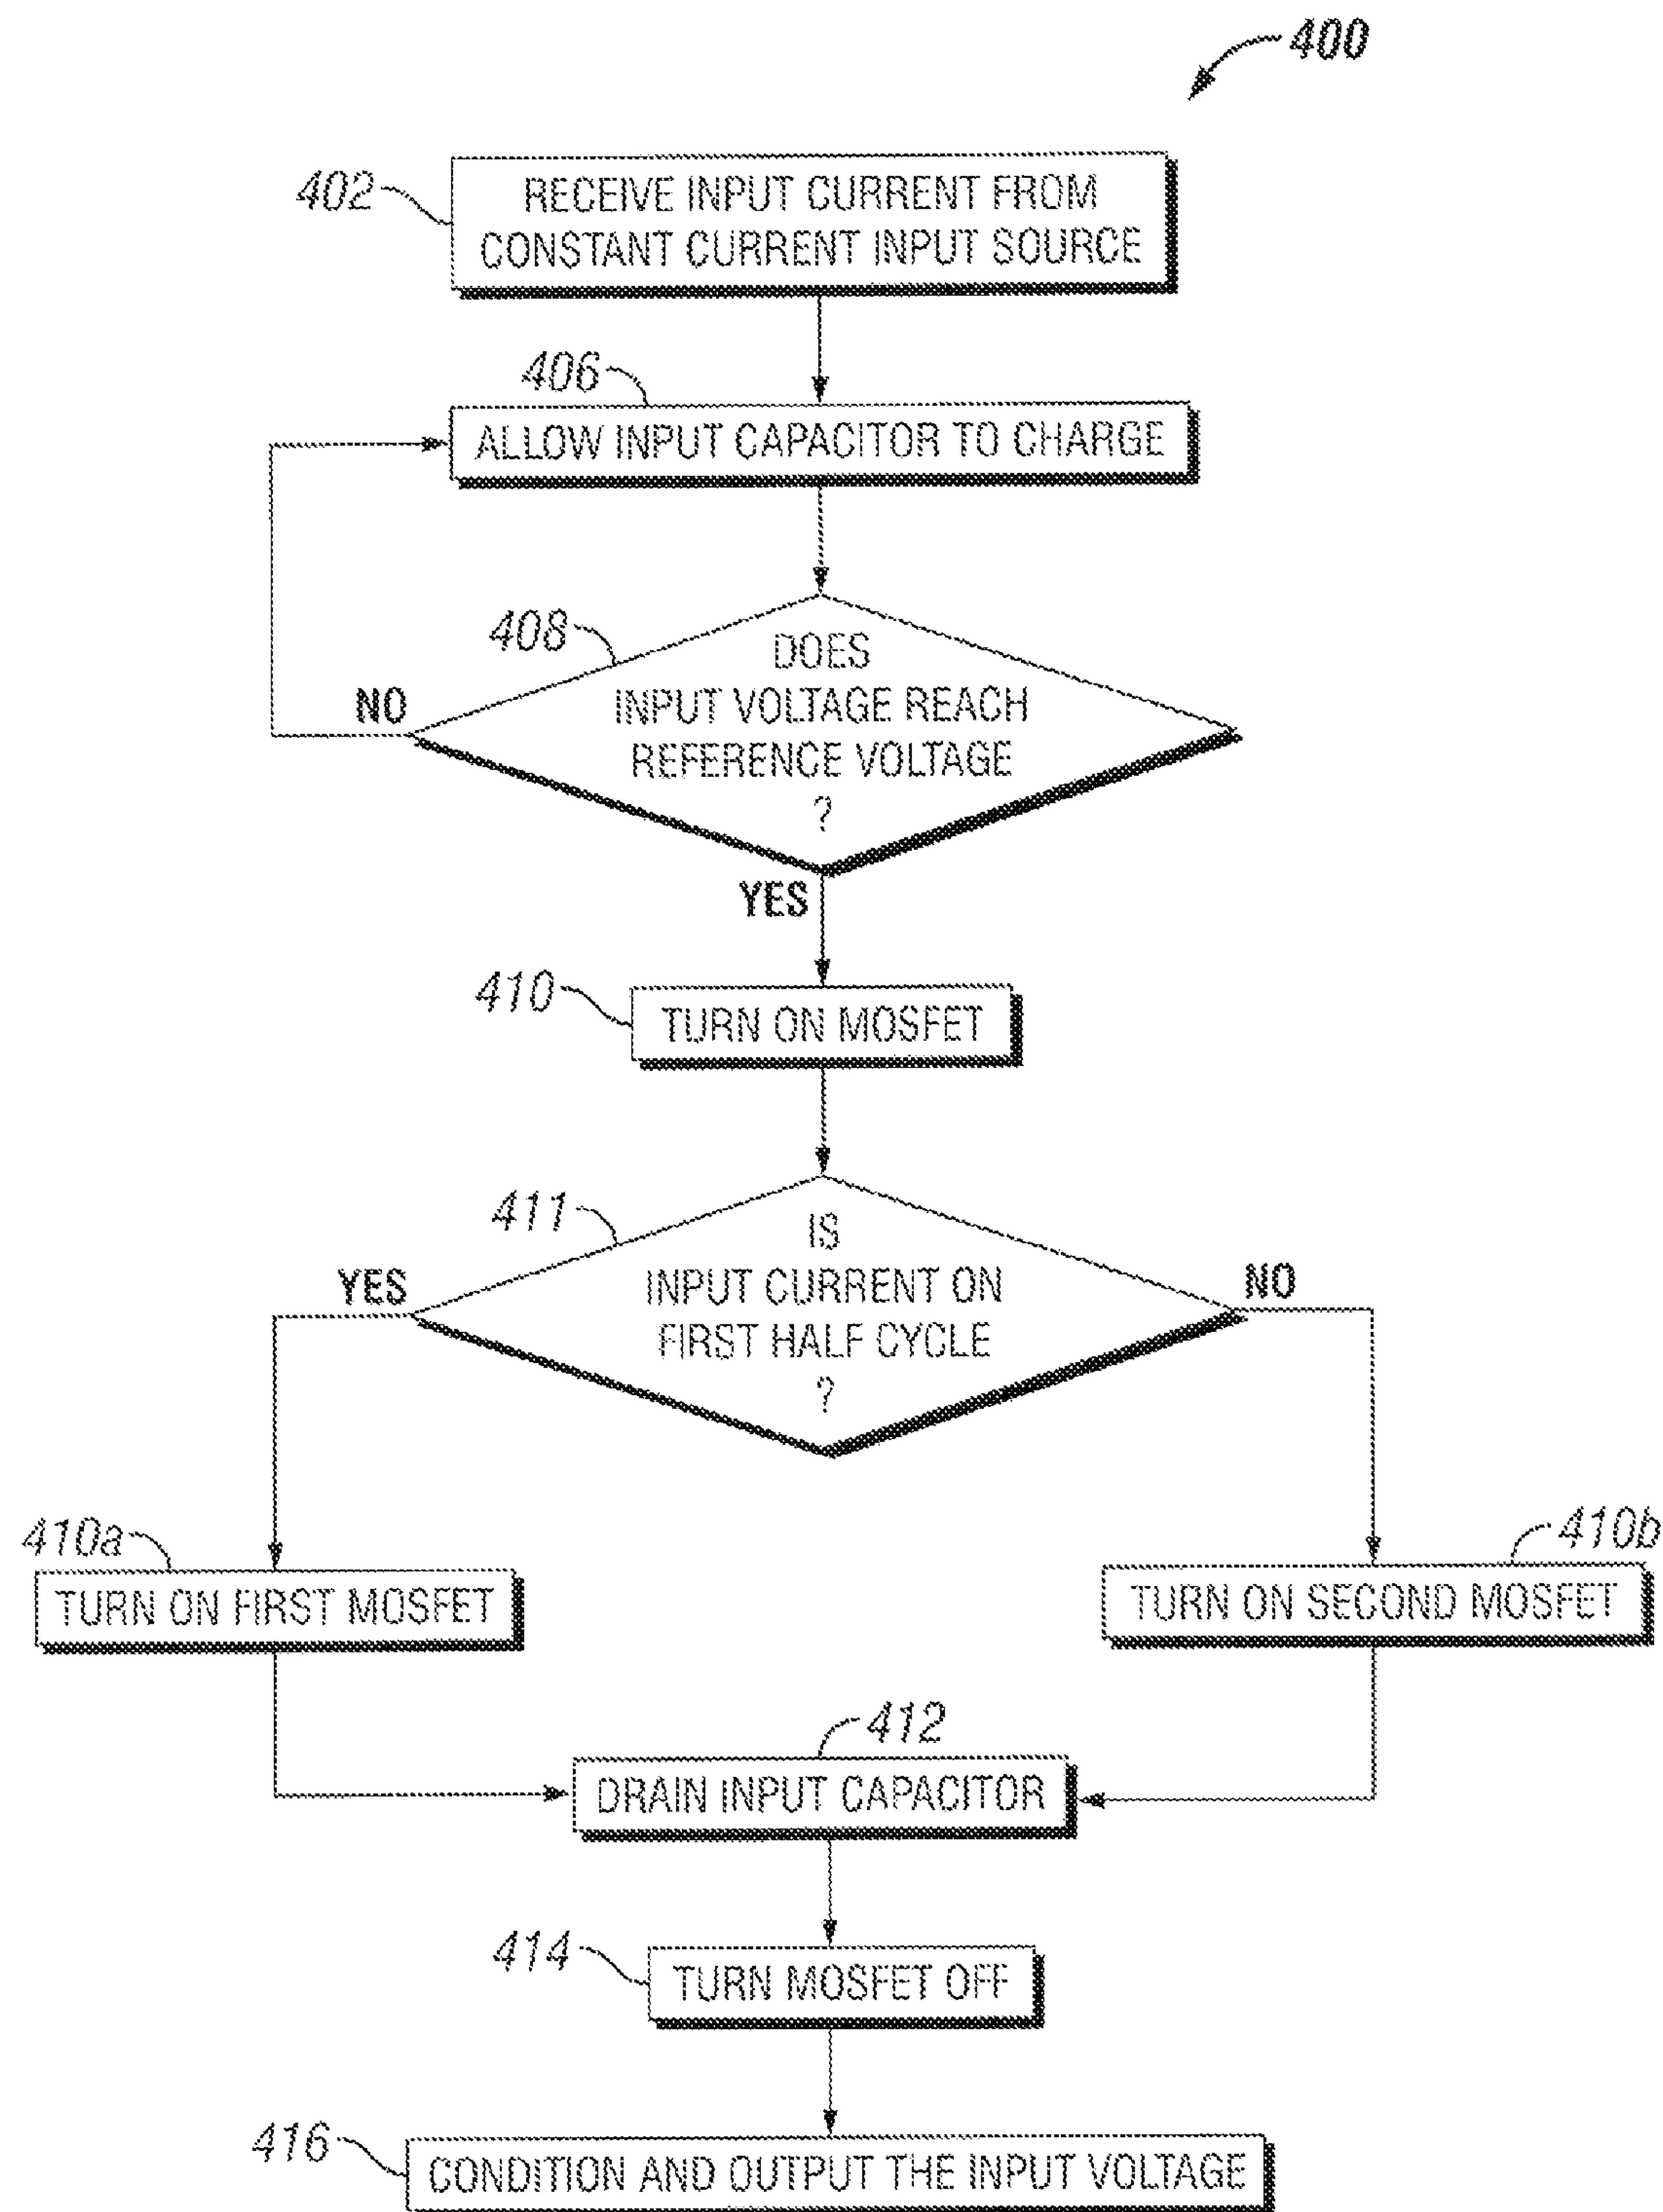 400
402
RECEIVE INPUT CURRENT FROM
CONSTANT CURRENT INPUT SOURCE
406
ALLOW INPUT CAPACITOR TO CHARGE
408
DOES
INPUT VOLTAGE REACH
REFERENCE VOLTAGE
?
NO
YES
410
TURN ON MOSFET
411
IS
INPUT CURRENT ON
FIRST HALF CYCLE
?
YES
NO
410a
TURN ON FIRST MOSFET
410b
TURN ON SECOND MOSFET
412
DRAIN INPUT CAPACITOR
414
TURN MOSFET OFF
416
CONDITION AND OUTPUT THE INPUT VOLTAGE